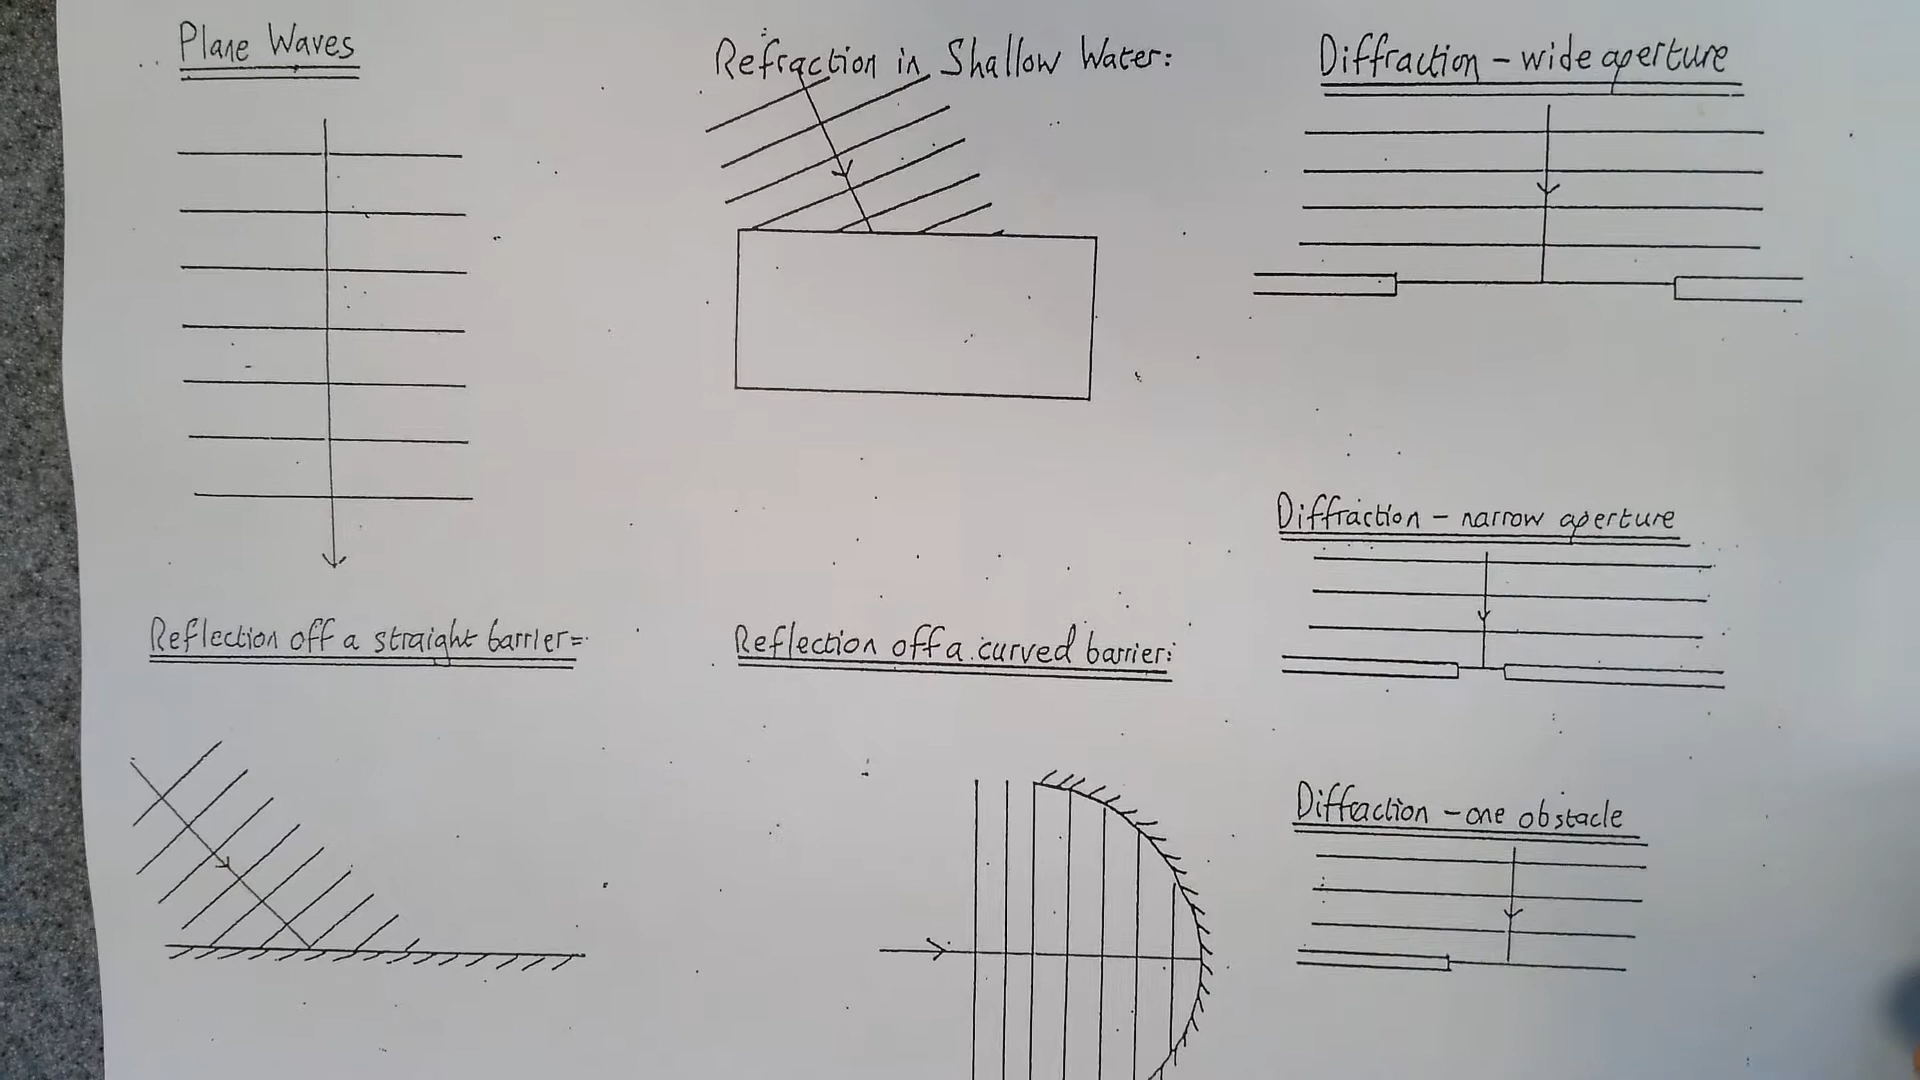 Plane Waves
Refraction in Shallow Water:
Diffraction - wide aperture
Diffraction - narrow aperture
Reflection off a straight barrier:
Reflection off a curved barrier:
Diffraction - one obstacle